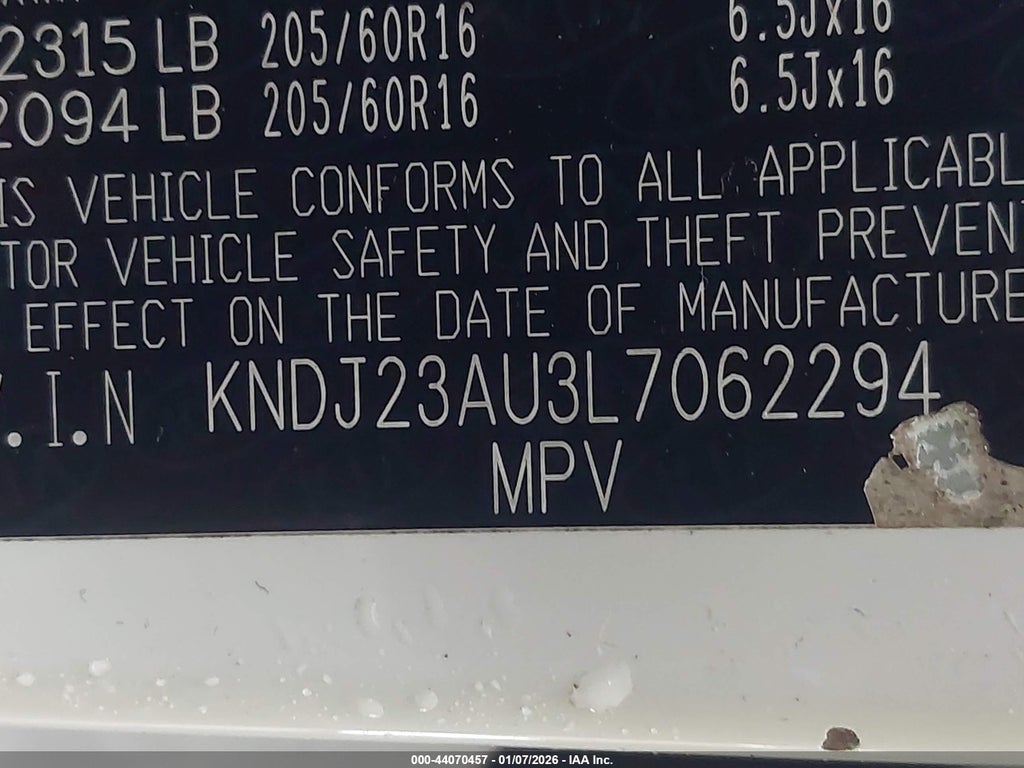 2315 LB 205/60R16 6.5Jx16
2094 LB 205/60R16 6.5Jx16
IS VEHICLE CONFORMS TO ALL APPLICABL
TOR VEHICLE SAFETY AND THEFT PREVEN
EFFECT ON THE DATE OF MANUFACTURE
.I.N KNDJ23AU3L7062294
MPV
000-44070457 - 01/07/2026 - IAA Inc.